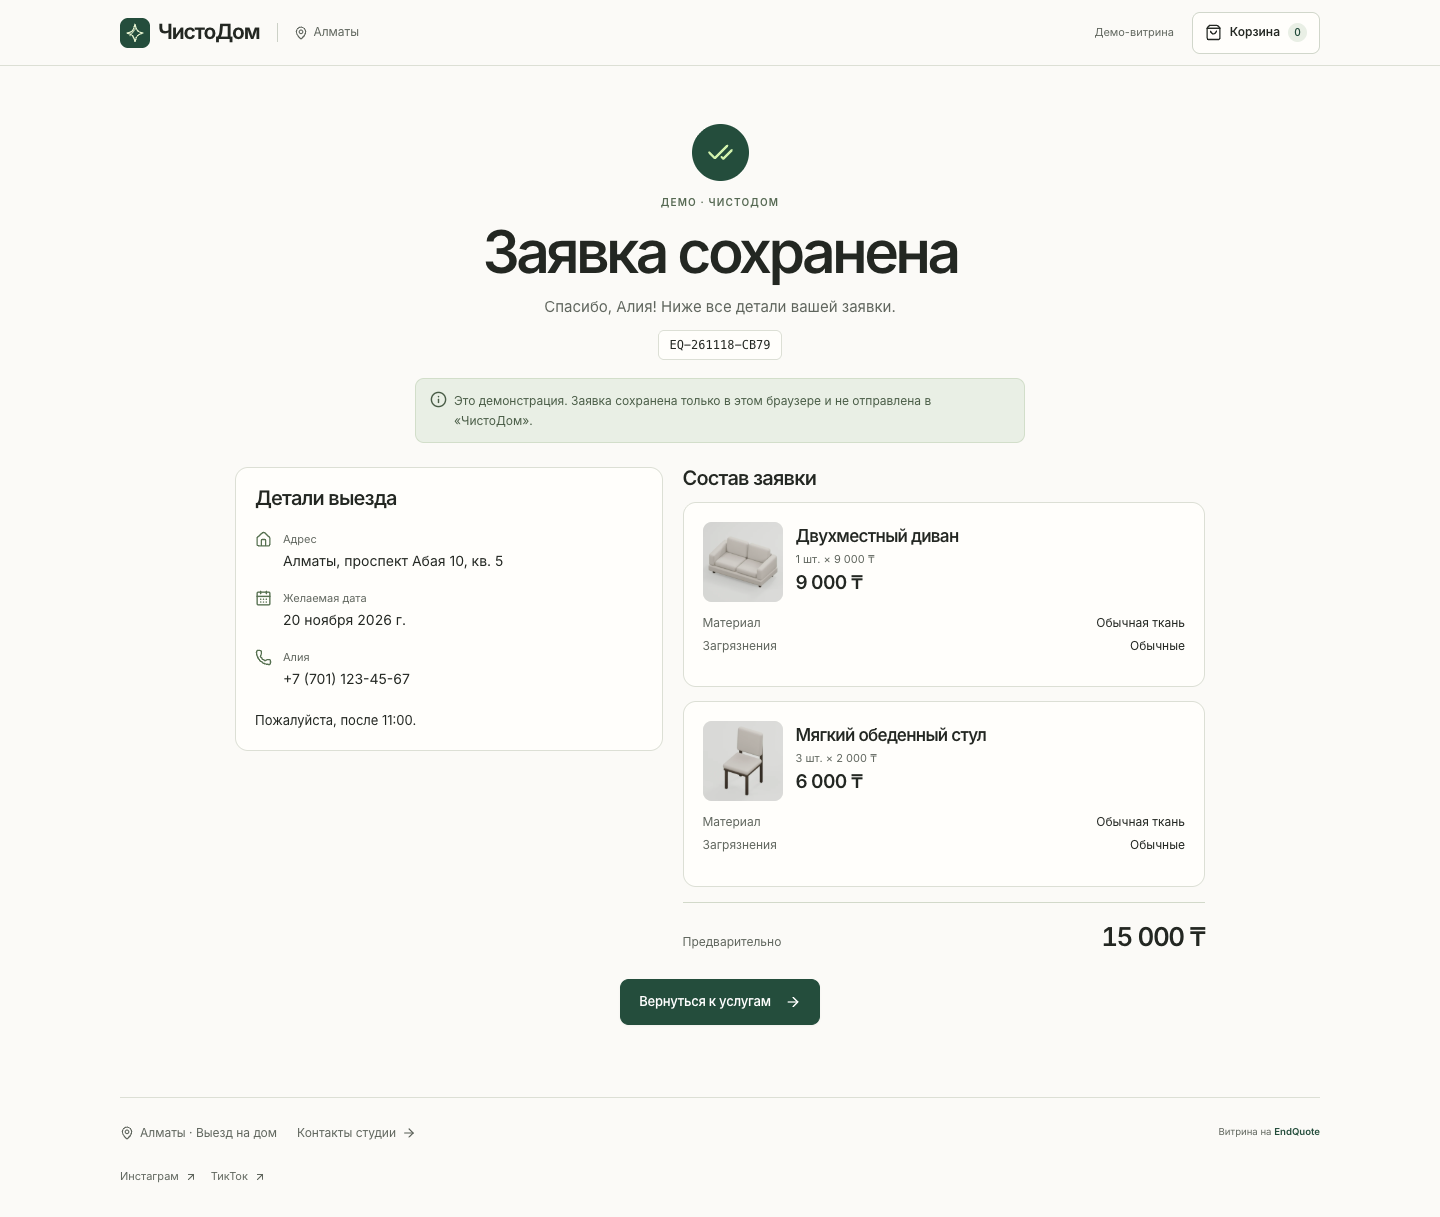 ЧистоДом
Алматы
Демо-витрина
Корзина 0
ДЕМО · ЧИСТОДОМ
Заявка сохранена
Спасибо, Алия! Ниже все детали вашей заявки.
EQ-261118-CB79
Это демонстрация. Заявка сохранена только в этом браузере и не отправлена в
«ЧистоДом».
Детали выезда
Адрес
Алматы, проспект Абая 10, кв. 5
Желаемая дата
20 ноября 2026 г.
Алия
+7 (701) 123-45-67
Пожалуйста, после 11:00.
Состав заявки
Двухместный диван
1 шт. × 9 000 ₸
9 000 ₸
Материал Обычная ткань
Загрязнения Обычные
Мягкий обеденный стул
3 шт. × 2 000 ₸
6 000 ₸
Материал Обычная ткань
Загрязнения Обычные
Предварительно 15 000 ₸
Вернуться к услугам
Алматы · Выезд на дом Контакты студии
Витрина на EndQuote
Инстаграм ТикТок